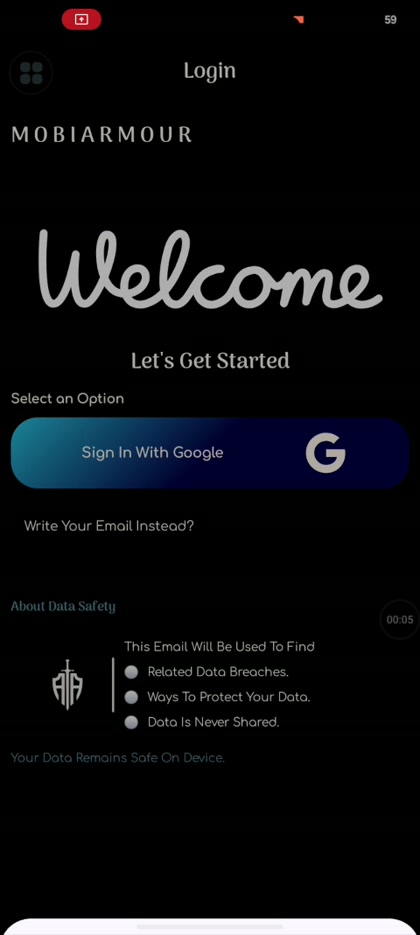 59
Login
MOBIARMOUR
Welcome
Let's Get Started
Select an Option
Sign In With Google
Write Your Email Instead?
About Data Safety
00:05
This Email Will Be Used To Find
Related Data Breaches.
Ways To Protect Your Data.
Data Is Never Shared.
Your Data Remains Safe On Device.